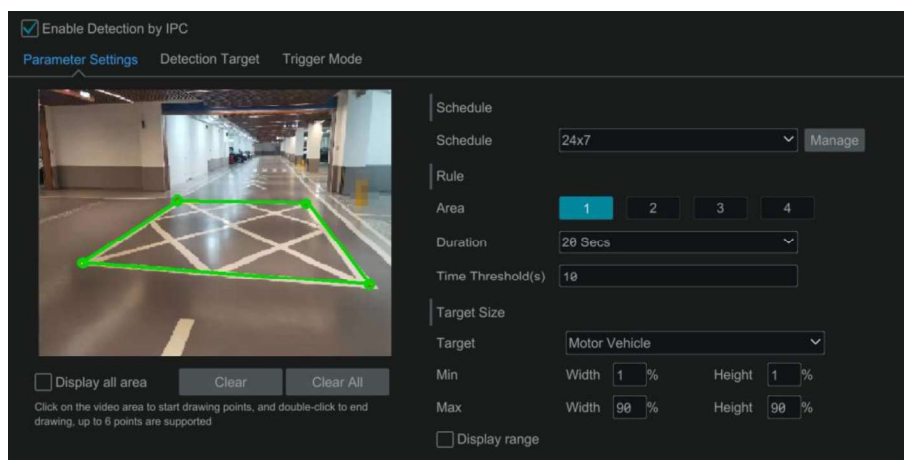 Enable Detection by IPC
Parameter Settings Detection Target Trigger Mode
Schedule
Schedule 24x7 Manage
Rule
Area 1 2 3 4
Duration 20 Secs
Time Threshold(s) 10
Target Size
Target Motor Vehicle
Min Width 1 % Height 1 %
Max Width 90 % Height 90 %
Display range
Display all area Clear Clear All
Click on the video area to start drawing points, and double-click to end
drawing, up to 6 points are supported